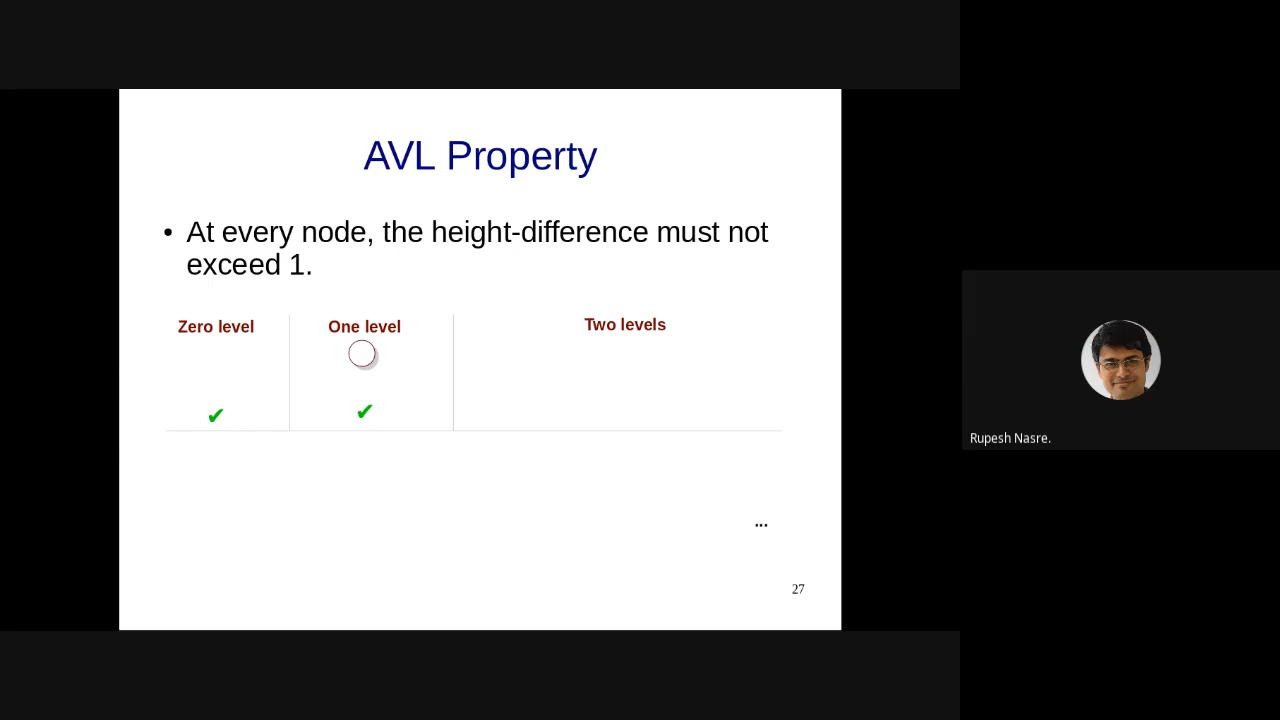 AVL Property
• At every node, the height-difference must not
exceed 1.
Zero level
One level
Two levels
✔
✔
...
27
Rupesh Nasre.